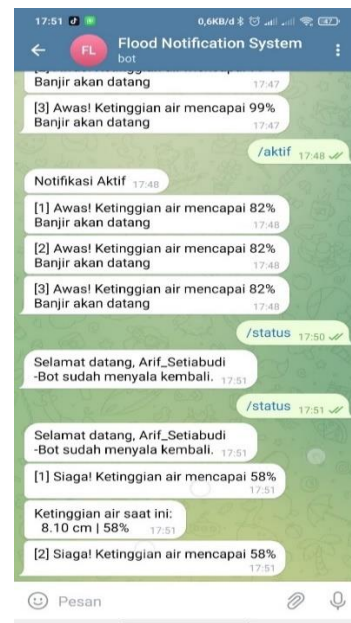 17:51
0,6KB/d
47
FL
Flood Notification System
bot
Banjir akan datang 17:47
[3] Awas! Ketinggian air mencapai 99%
Banjir akan datang 17:47
/aktif 17:48
Notifikasi Aktif 17:48
[1] Awas! Ketinggian air mencapai 82%
Banjir akan datang 17:48
[2] Awas! Ketinggian air mencapai 82%
Banjir akan datang 17:48
[3] Awas! Ketinggian air mencapai 82%
Banjir akan datang 17:48
/status 17:50
Selamat datang, Arif_Setiabudi
-Bot sudah menyala kembali. 17:51
/status 17:51
Selamat datang, Arif_Setiabudi
-Bot sudah menyala kembali. 17:51
[1] Siaga! Ketinggian air mencapai 58%
17:51
Ketinggian air saat ini:
8.10 cm | 58% 17:51
[2] Siaga! Ketinggian air mencapai 58%
17:51
Pesan